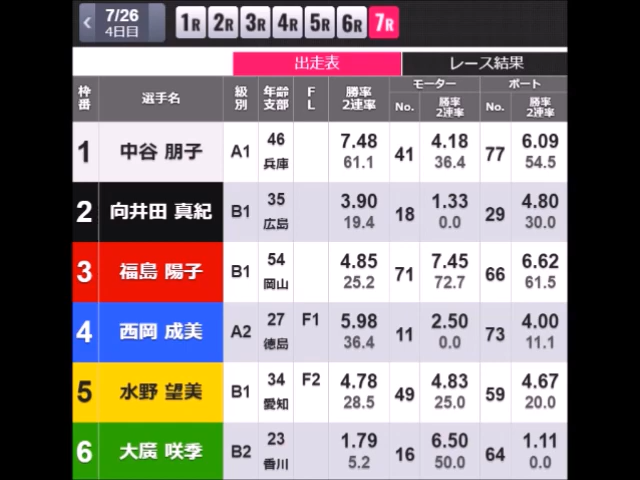 7/26
4日目
1R 2R 3R 4R 5R 6R 7R
出走表 レース結果
枠番 選手名 級別 年齢支部 F L 勝率2連率 モーター ボート
No. 勝率2連率 No. 勝率2連率
1 中谷 朋子 A1 46 兵庫 7.48 61.1 41 4.18 36.4 77 6.09 54.5
2 向井田 真紀 B1 35 広島 3.90 19.4 18 1.33 0.0 29 4.80 30.0
3 福島 陽子 B1 54 岡山 4.85 25.2 71 7.45 72.7 66 6.62 61.5
4 西岡 成美 A2 27 徳島 F1 5.98 36.4 11 2.50 0.0 73 4.00 11.1
5 水野 望美 B1 34 愛知 F2 4.78 28.5 49 4.83 25.0 59 4.67 20.0
6 大廣 咲季 B2 23 香川 1.79 5.2 16 6.50 50.0 64 1.11 0.0